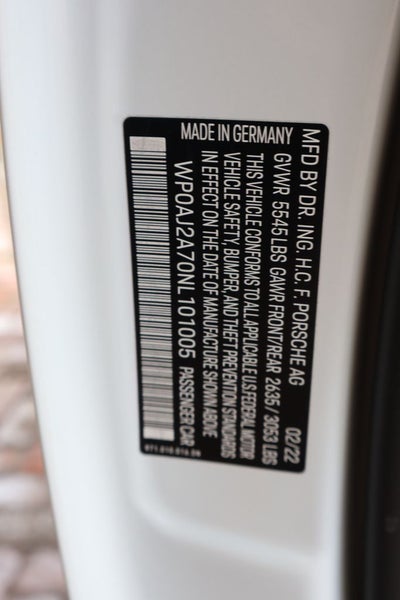 MFD BY DR. ING. H.C. F. PORSCHE AG 02/22
GVWR 5545 LBS GAWR FRONT/REAR 2635 / 3053 LBS
THIS VEHICLE CONFORMS TO ALL APPLICABLE US FEDERAL MOTOR
VEHICLE SAFETY, BUMPER, AND THEFT PREVENTION STANDARDS
IN EFFECT ON THE DATE OF MANUFACTURE SHOWN ABOVE
WP0AJ2A70NL101005 PASSENGER CAR
MADE IN GERMANY